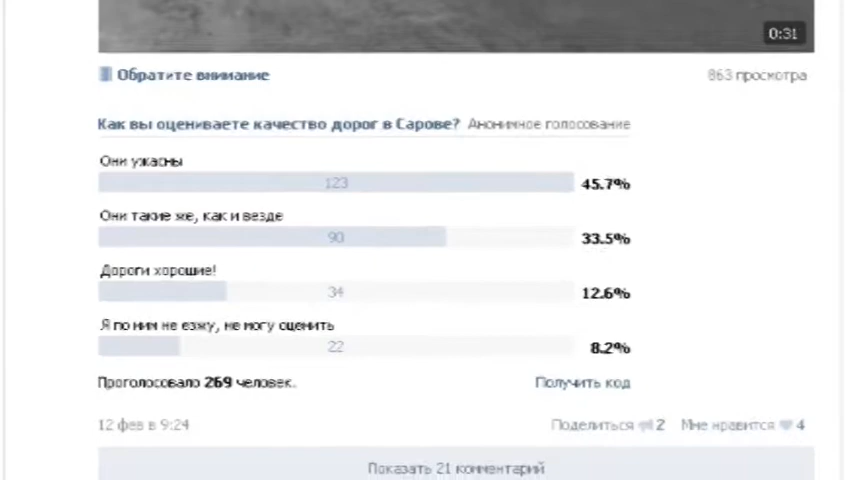 0:31
Обратите внимание 863 просмотра
Как вы оцениваете качество дорог в Сарове? Анонимное голосование
Они ужасны
123 45.7%
Они такие же, как и везде
90 33.5%
Дороги хорошие!
34 12.6%
Я по ним не езжу, не могу оценить
22 8.2%
Проголосовало 269 человек. Получить код
12 фев в 9:24 Поделиться 2 Мне нравится 4
Показать 21 комментарий